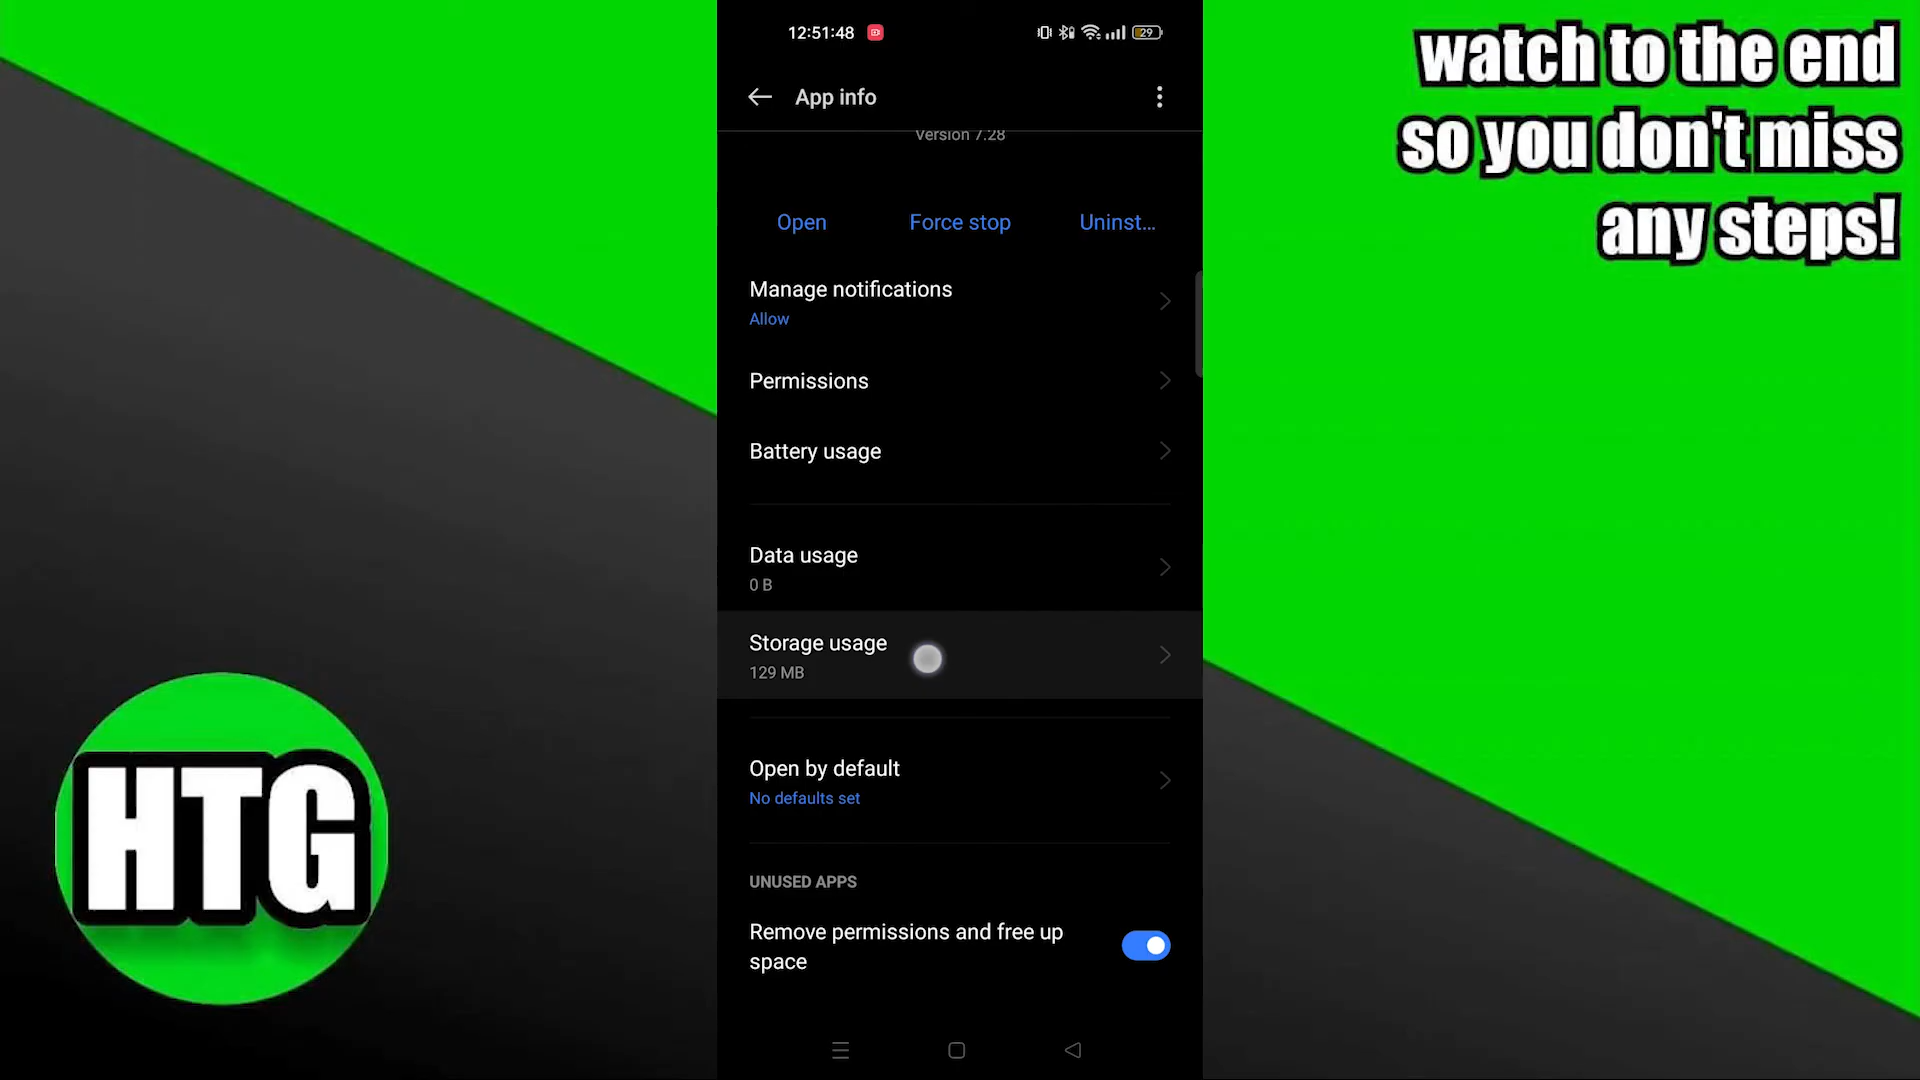 12:51:48
29
App info
Version 7.28
Open
Force stop
Uninst...
Manage notifications
Allow
Permissions
Battery usage
Data usage
0 B
Storage usage
129 MB
Open by default
No defaults set
UNUSED APPS
Remove permissions and free up
space
watch to the end
so you don't miss
any steps!
HTG